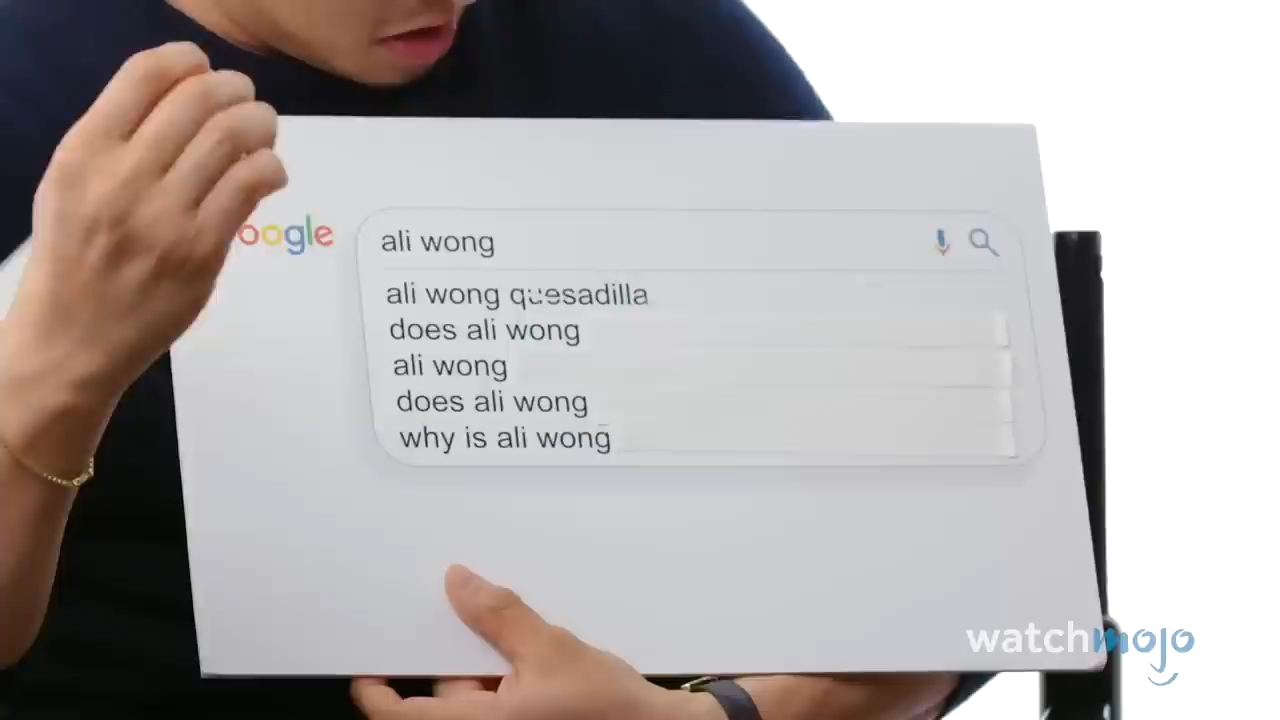 oogle
ali wong
ali wong quesadilla
does ali wong
ali wong
does ali wong
why is ali wong
watchmojo